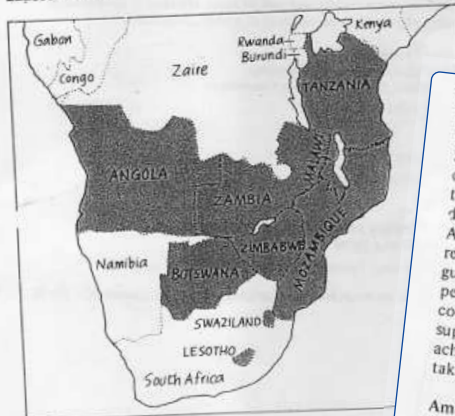 Gabon
Congo
Zaire
Rwanda
Burundi
Kenya
TANZANIA
ANGOLA
ZAMBIA
MALAWI
MOZAMBIQUE
ZIMBABWE
Namibia
BOTSWANA
SWAZILAND
LESOTHO
South Africa
Am